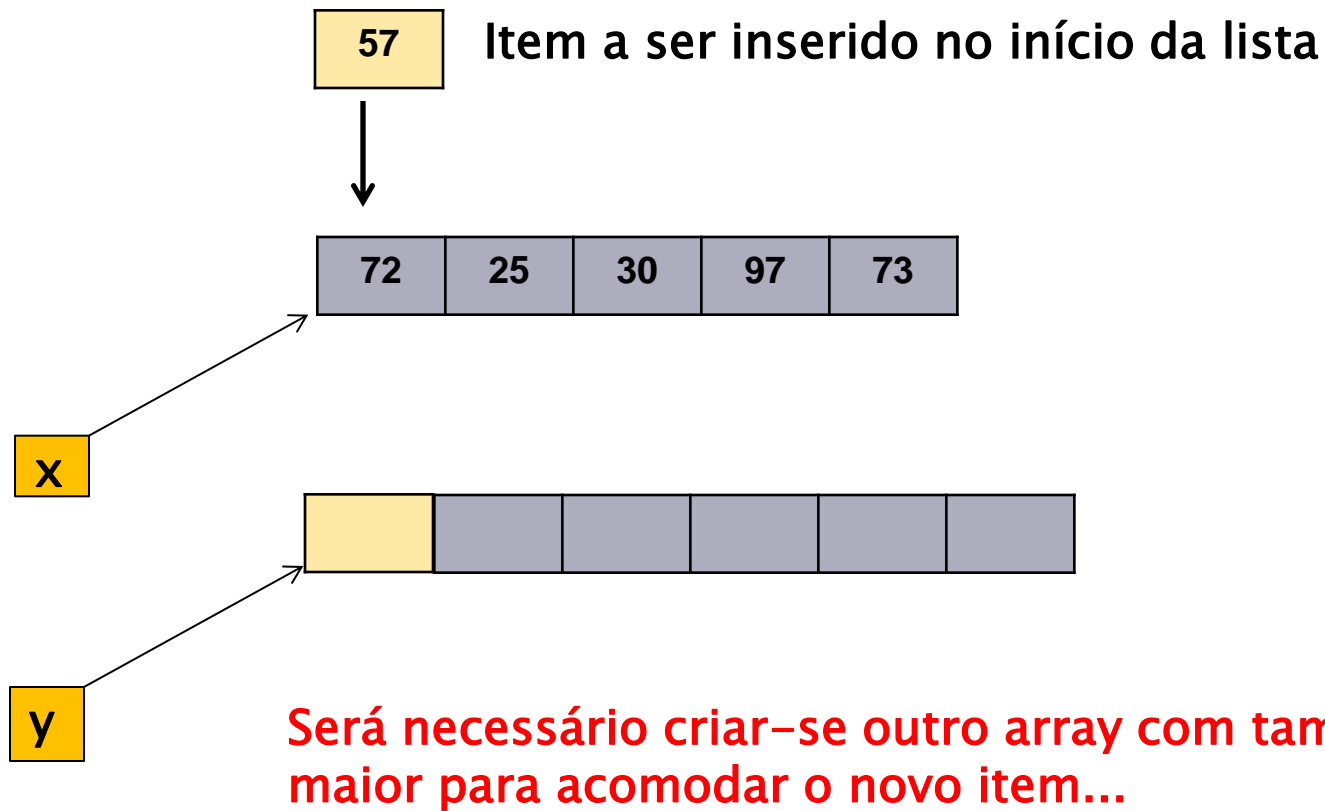 57
Item a ser inserido no início da lista
72 25 30 97 73
x
y
Será necessário criar-se outro array com
maior para acomodar o novo item...